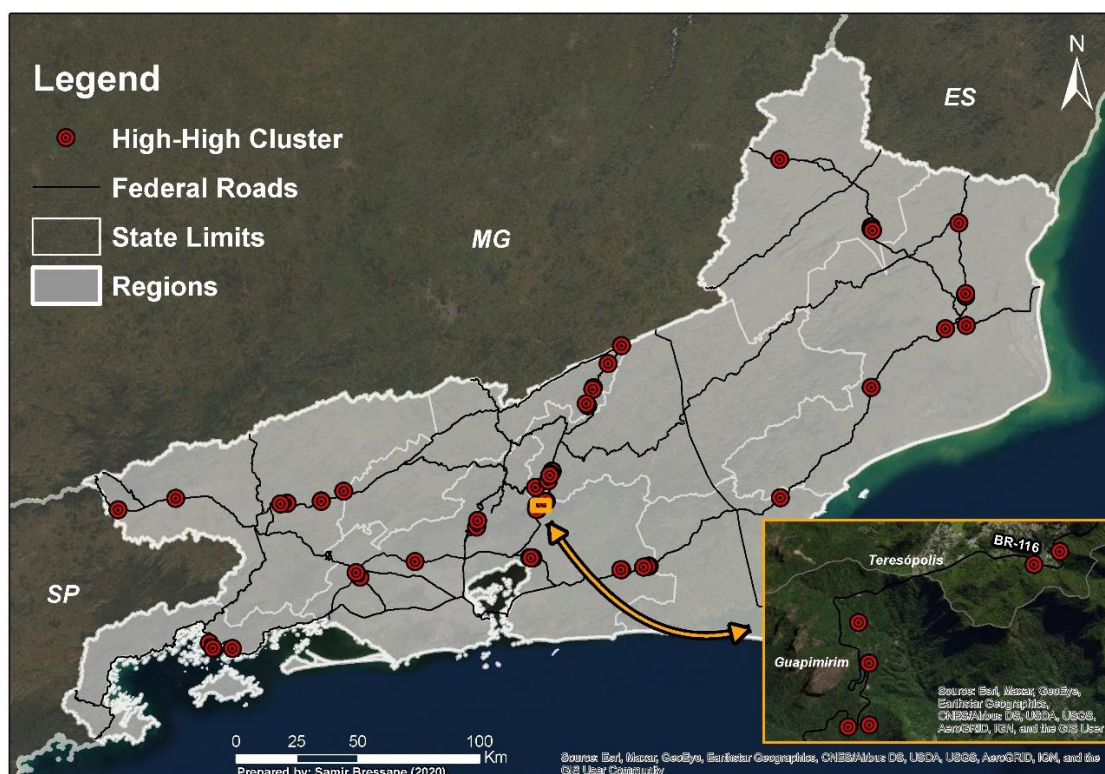 Legend
High-High Cluster
Federal Roads
State Limits
Regions
N
ES
MG
SP
BR-116
Teresópolis
Guapimirim
Source: Esri, Maxar, GeoEye,
Earthstar Geographics,
CNES/Airbus DS, USDA, USGS,
AeroGRID, IGN, and the GIS User
0 25 50 100
Km
Prepared by: Samir Bressane (2020)
Source: Esri, Maxar, GeoEye, Earthstar Geographics, CNES/Airbus DS, USDA, USGS, AeroGRID, IGN, and the
GIS User Community